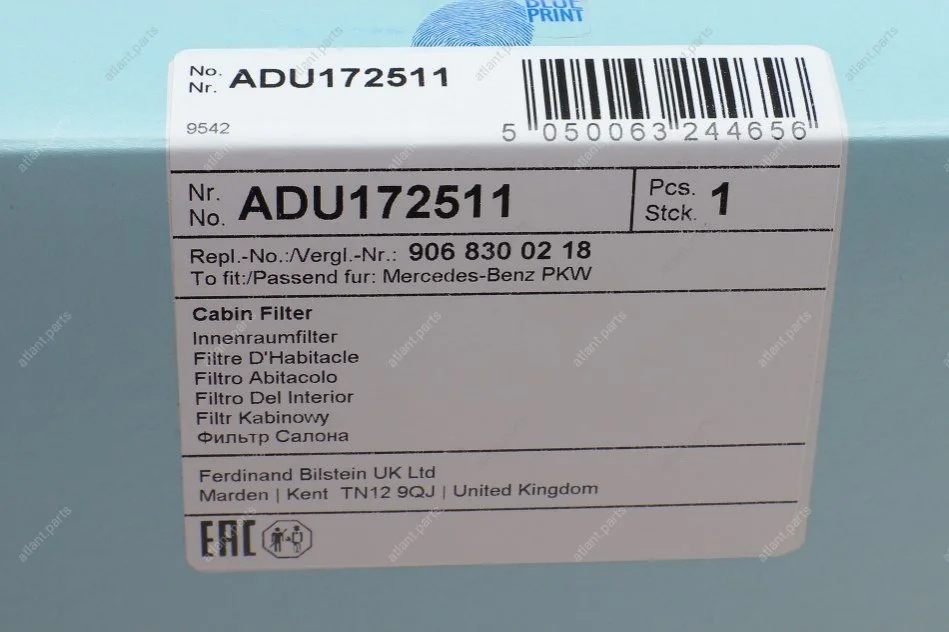 BLUE
PRINT
No.
Nr. ADU172511
9542
5 050063 244656
Nr.
No. ADU172511
Pcs.
Stck. 1
Repl.-No.:/Vergl.-Nr.: 906 830 02 18
To fit:/Passend fur: Mercedes-Benz PKW
Cabin Filter
Innenraumfilter
Filtre D'Habitacle
Filtro Abitacolo
Filtro Del Interior
Filtr Kabinowy
Фильтр Салона
Ferdinand Bilstein UK Ltd
Marden | Kent TN12 9QJ | United Kingdom
EAC
atlant.parts